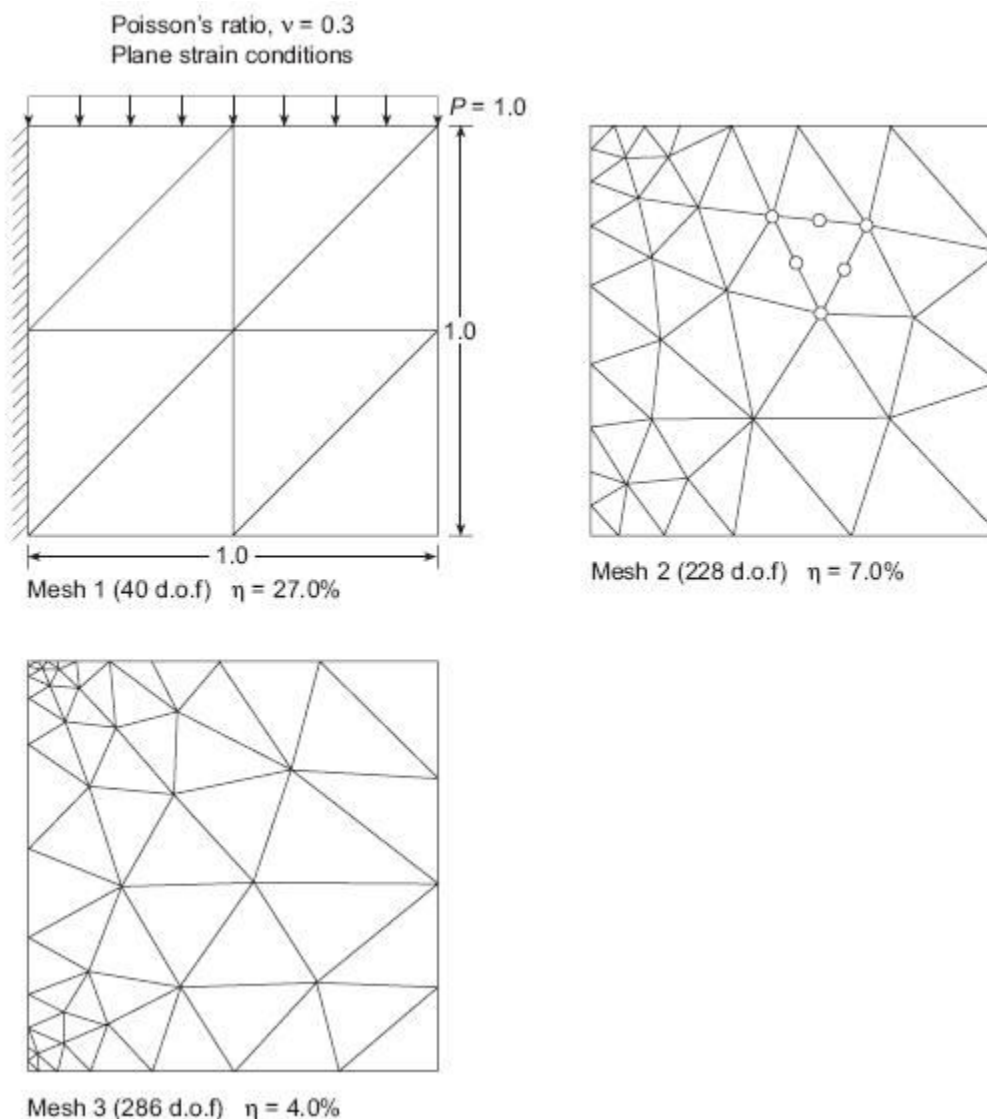 Poisson's ratio, ν = 0.3
Plane strain conditions
P = 1.0
1.0
1.0
Mesh 1 (40 d.o.f) η = 27.0%
Mesh 2 (228 d.o.f) η = 7.0%
Mesh 3 (286 d.o.f) η = 4.0%